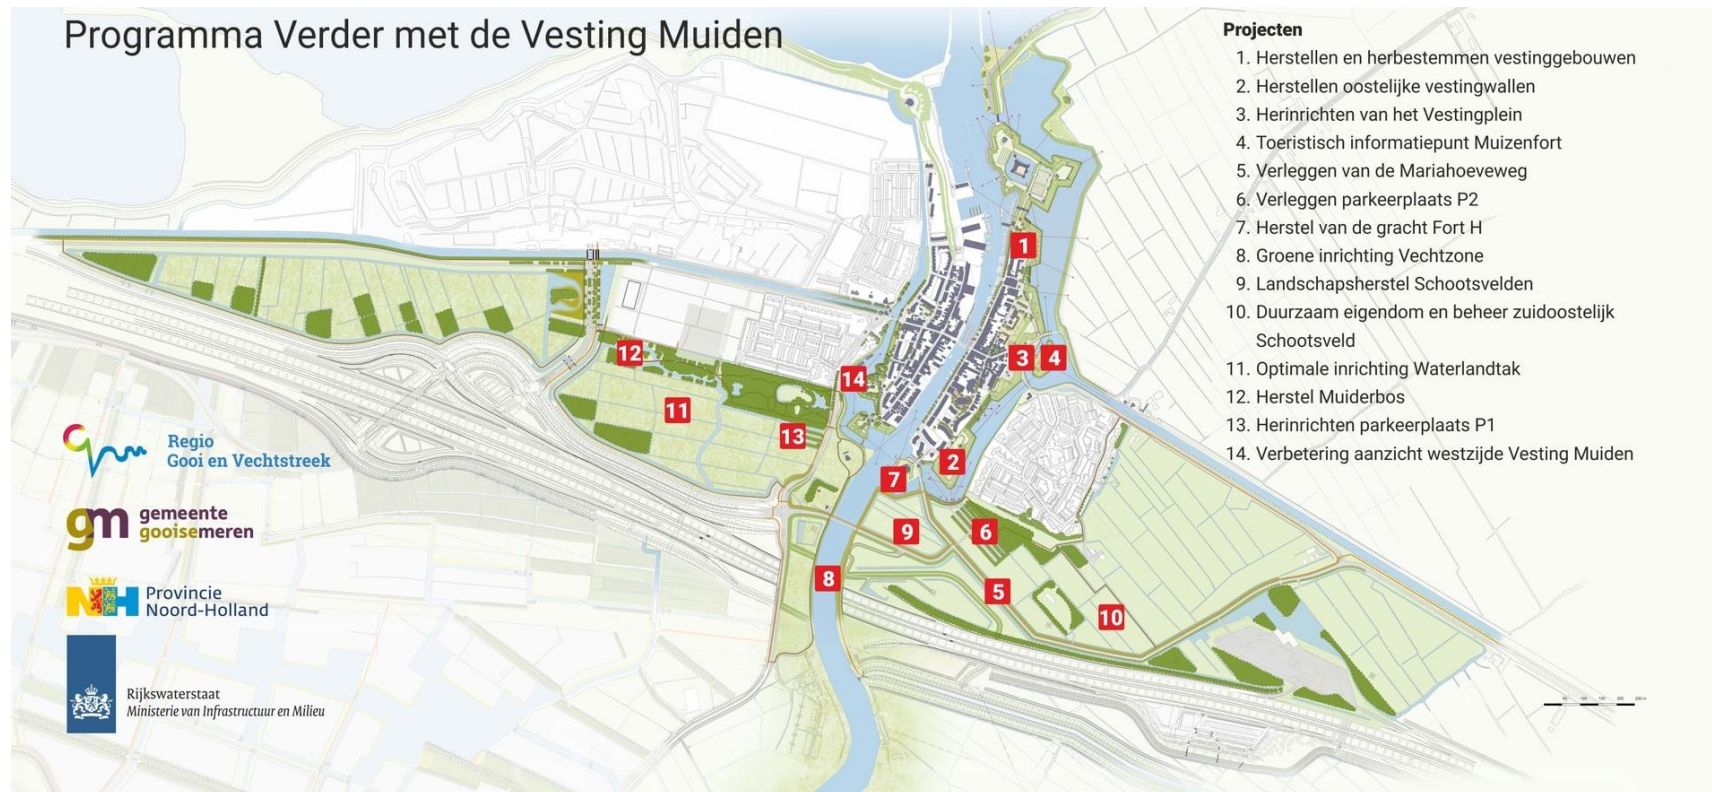 Programma Verder met de Vesting Muiden
Projecten
1. Herstellen en herbestemmen vestinggebouwen
2. Herstellen oostelijke vestingwallen
3. Herinrichten van het Vestingplein
4. Toeristisch informatiepunt Muizenfort
5. Verleggen van de Mariahoeveweg
6. Verleggen parkeerplaats P2
7. Herstel van de gracht Fort H
8. Groene inrichting Vechtzone
9. Landschapsherstel Schootsvelden
10. Duurzaam eigendom en beheer zuidoostelijk
Schootsveld
11. Optimale inrichting Waterlandtak
12. Herstel Muiderbos
13. Herinrichten parkeerplaats P1
14. Verbetering aanzicht westzijde Vesting Muiden
1
3
4
12
14
11
13
2
7
9
6
8
5
10
Regio
Gooi en Vechtstreek
gm
gemeente
gooisemeren
NH
Provincie
Noord-Holland
Rijkswaterstaat
Ministerie van Infrastructuur en Milieu